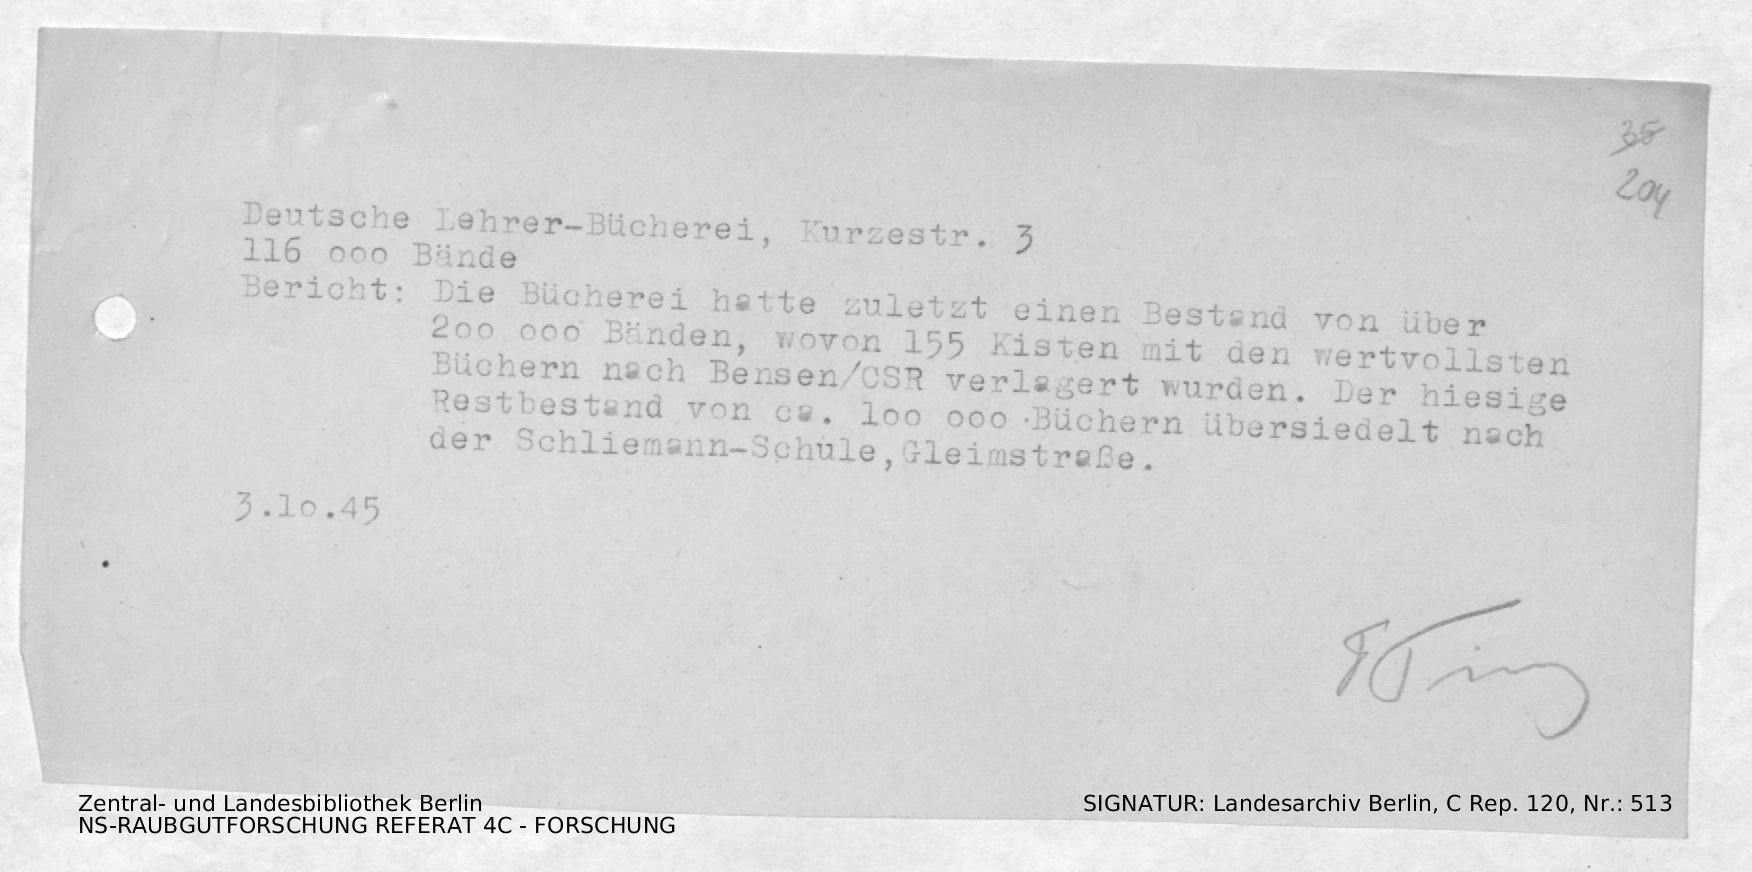 35
204
Deutsche Lehrer-Bücherei, Kurzestr. 3
116 ooo Bände
Bericht: Die Bücherei hatte zuletzt einen Bestand von über
2oo ooo Bänden, wovon 155 Kisten mit den wertvollsten
Büchern nach Bensen/CSR verlagert wurden. Der hiesige
Restbestand von ca. loo ooo Büchern übersiedelt nach
der Schliemann-Schule,Gleimstraße.
3.lo.45
Zentral- und Landesbibliothek Berlin
NS-RAUBGUTFORSCHUNG REFERAT 4C - FORSCHUNG
SIGNATUR: Landesarchiv Berlin, C Rep. 120, Nr.: 513